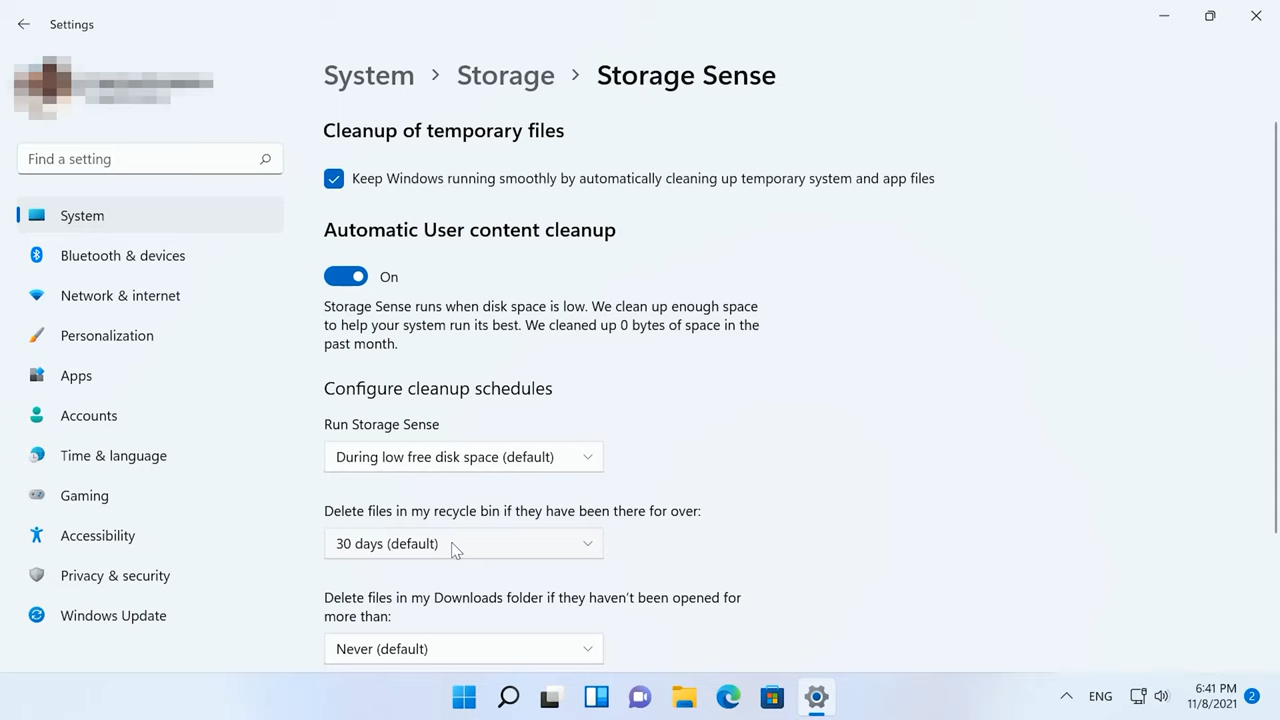 Settings
System > Storage > Storage Sense
Cleanup of temporary files
Find a setting
Keep Windows running smoothly by automatically cleaning up temporary system and app files
System
Automatic User content cleanup
Bluetooth & devices
On
Network & internet
Storage Sense runs when disk space is low. We clean up enough space
to help your system run its best. We cleaned up 0 bytes of space in the
past month.
Personalization
Apps
Configure cleanup schedules
Accounts
Run Storage Sense
During low free disk space (default)
Time & language
Gaming
Delete files in my recycle bin if they have been there for over:
30 days (default)
Accessibility
Privacy & security
Delete files in my Downloads folder if they haven't been opened for
more than:
Windows Update
Never (default)
ENG
6:41 PM
11/8/2021
2